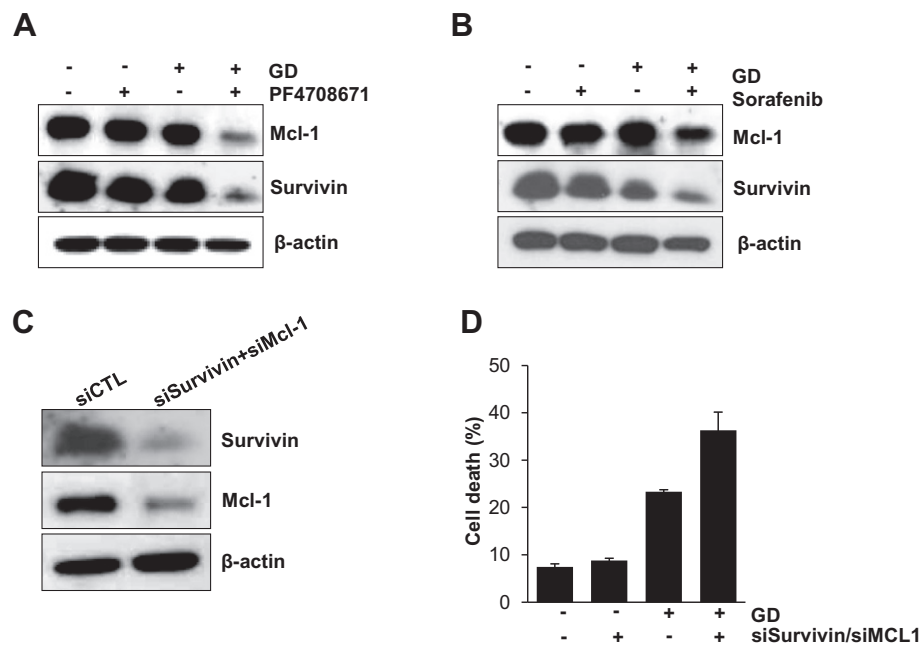 A
- - + + GD
- + - + PF4708671
Mcl-1
Survivin
β-actin
B
- - + + GD
- + - + Sorafenib
Mcl-1
Survivin
β-actin
C
siCTL siSurvivin+siMcl-1
Survivin
Mcl-1
β-actin
D
Cell death (%)
50
40
30
20
10
0
- - + + GD
- + - + siSurvivin/siMCL1